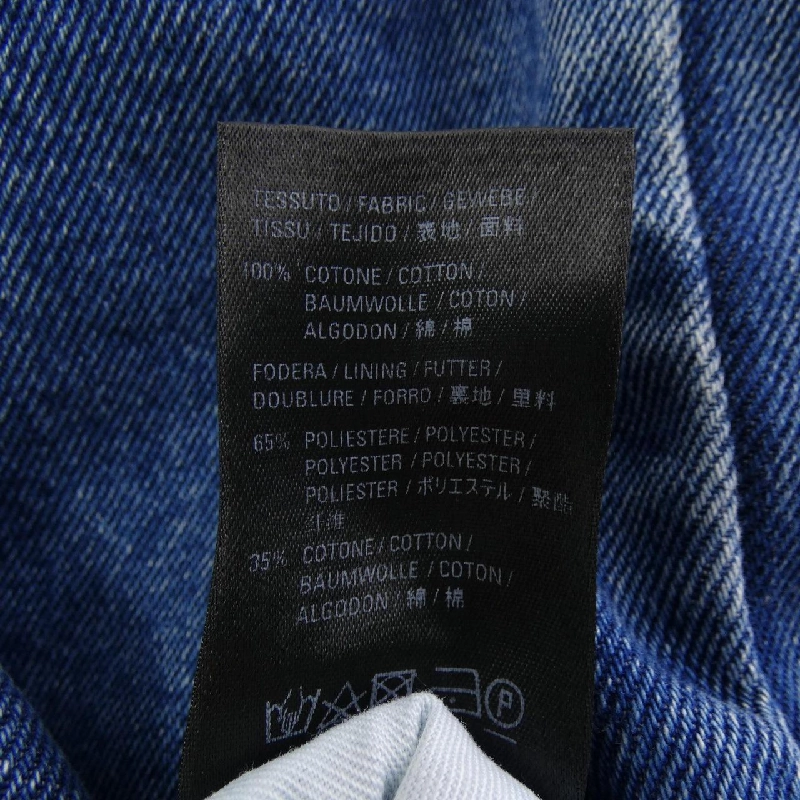 TESSUTO / FABRIC / GEWEBE /
TISSU / TEJIDO / 表地 / 面料
100% COTONE / COTTON /
BAUMWOLLE / COTON /
ALGODON / 綿 / 棉
FODERA / LINING / FUTTER /
DOUBLURE / FORRO / 裏地 / 里料
65% POLIESTERE / POLYESTER /
POLYESTER / POLYESTER /
POLIESTER / ポリエステル / 聚酯
纤维
35% COTONE / COTTON /
BAUMWOLLE / COTON /
ALGODON / 綿 / 棉
P